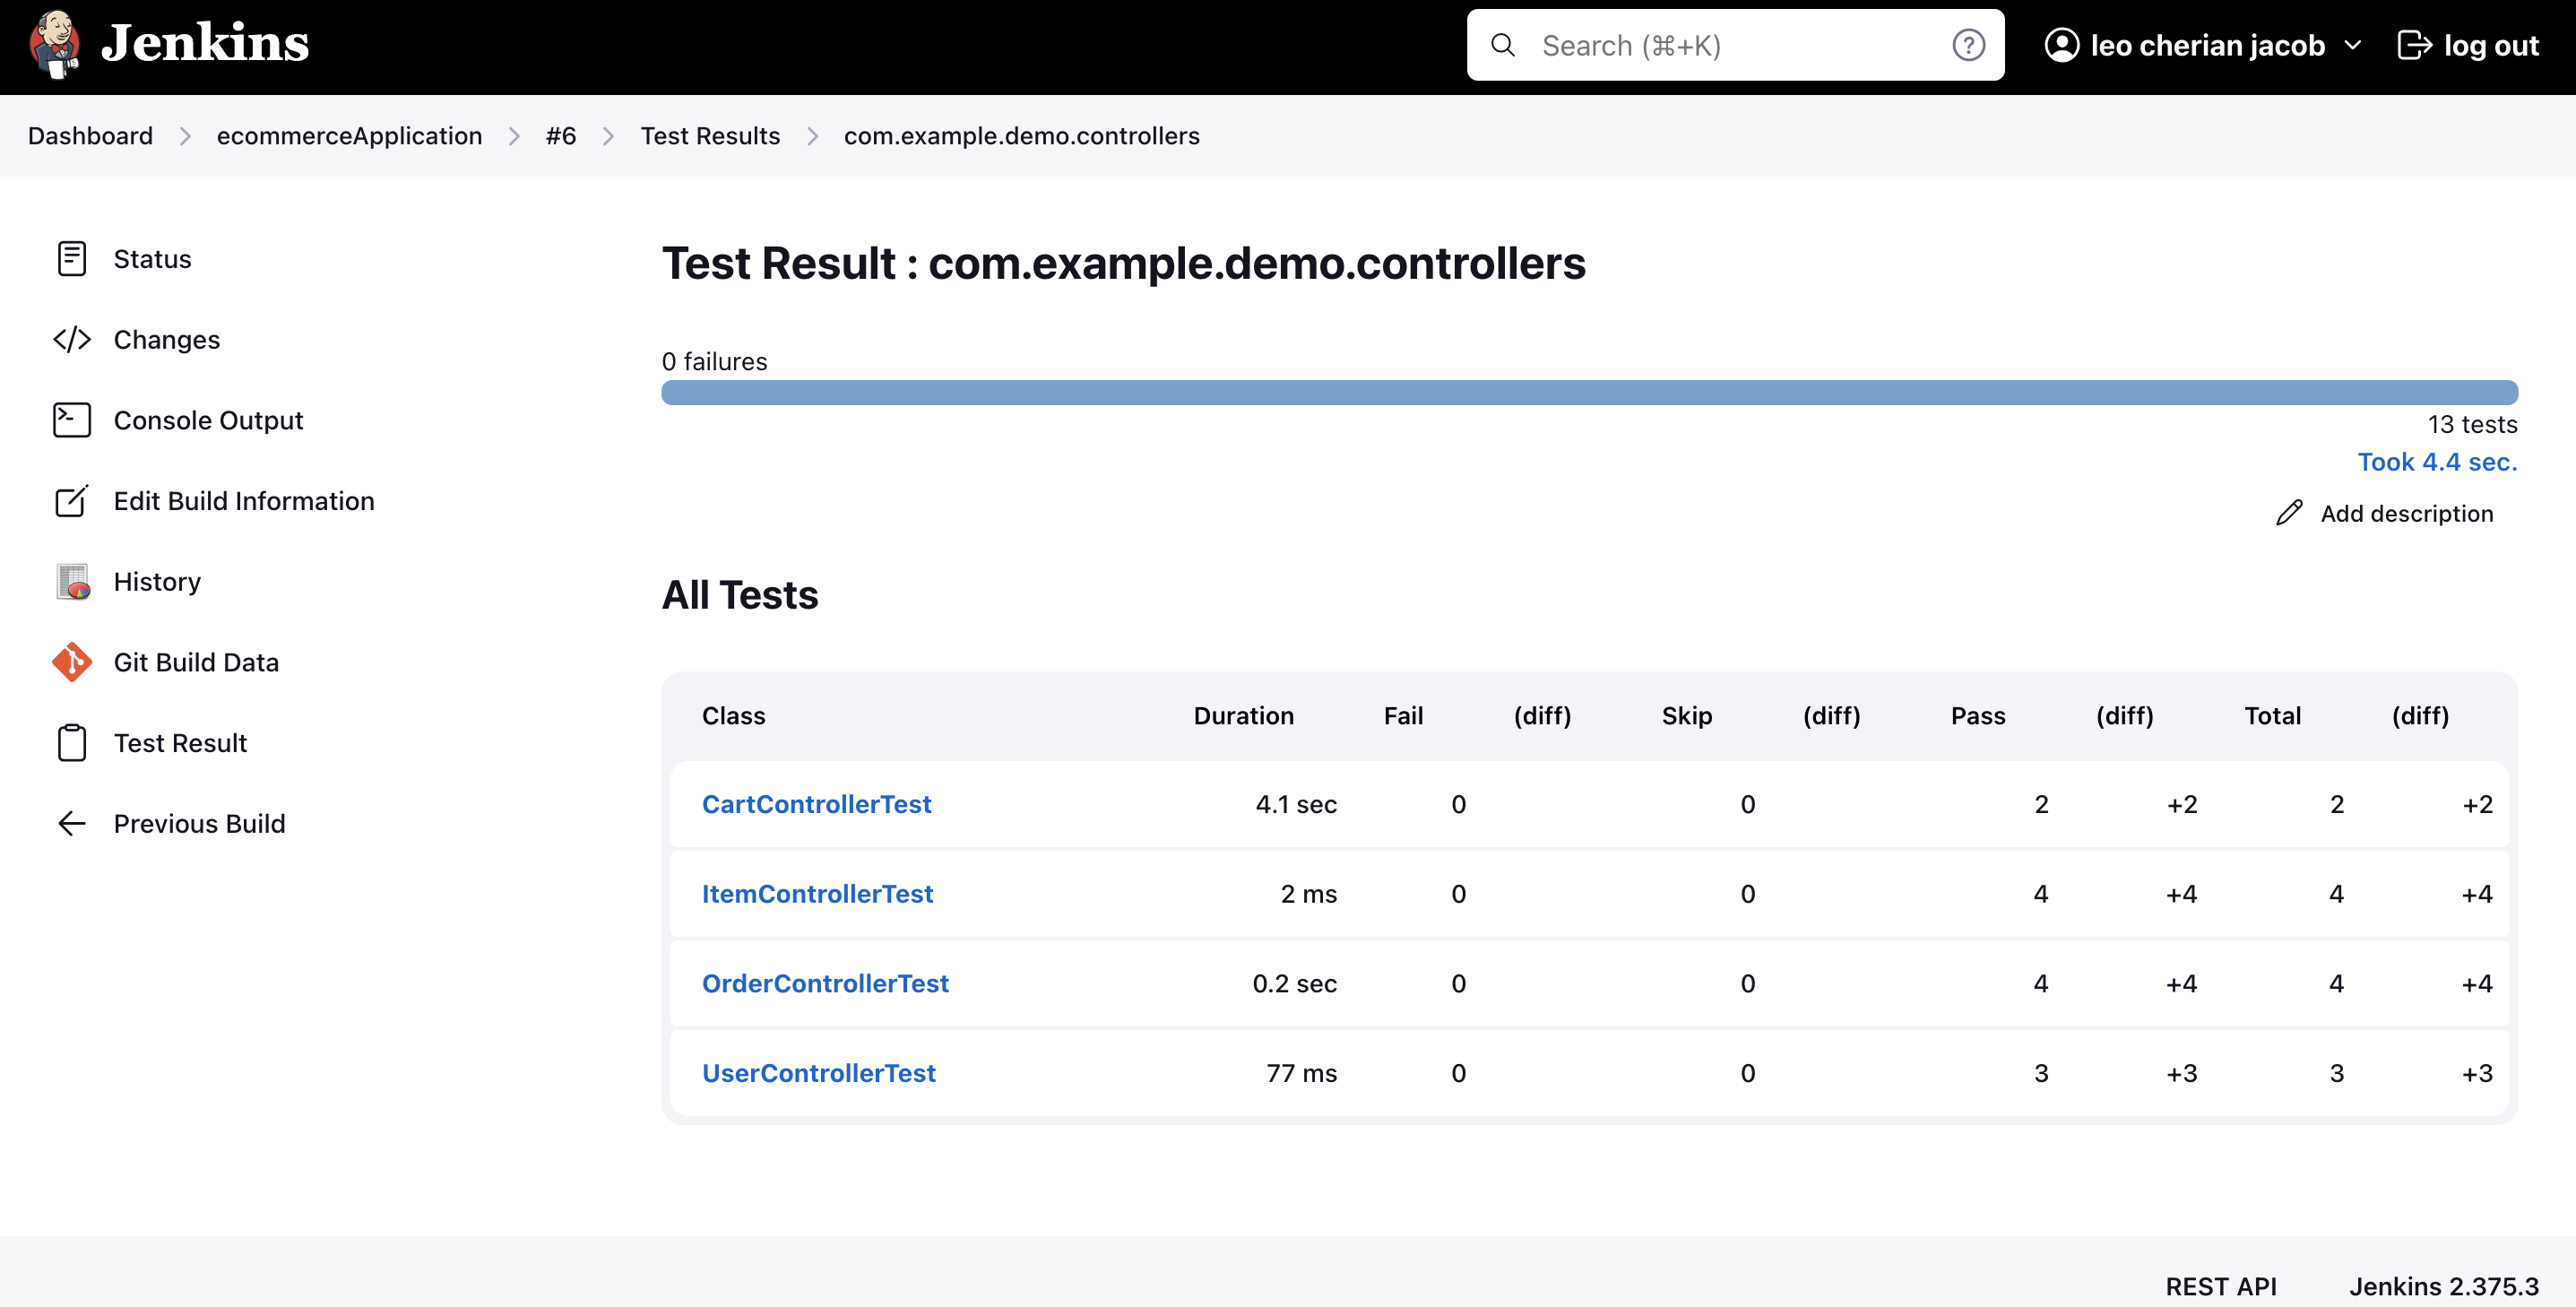 Jenkins
Search (⌘+K)
leo cherian jacob
log out
Dashboard ecommerceApplication #6 Test Results com.example.demo.controllers
Status
Changes
Console Output
Edit Build Information
History
Git Build Data
Test Result
Previous Build
Test Result : com.example.demo.controllers
0 failures
13 tests
Took 4.4 sec.
Add description
All Tests
Class Duration Fail (diff) Skip (diff) Pass (diff) Total (diff)
CartControllerTest 4.1 sec 0 0 2 +2 2 +2
ItemControllerTest 2 ms 0 0 4 +4 4 +4
OrderControllerTest 0.2 sec 0 0 4 +4 4 +4
UserControllerTest 77 ms 0 0 3 +3 3 +3
REST API Jenkins 2.375.3